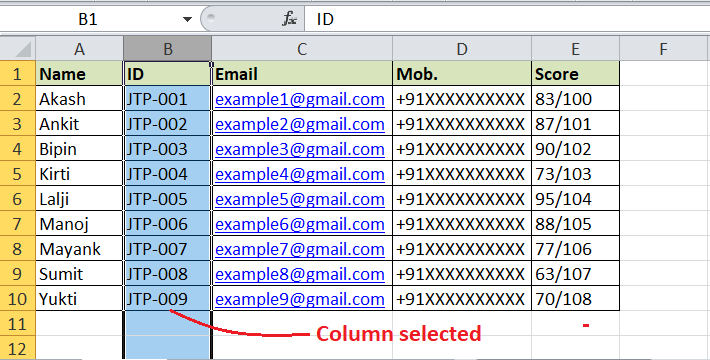 B1 fx ID
A B C D E F
1 Name ID Email Mob. Score
2 Akash JTP-001 example1@gmail.com +91XXXXXXXXXX 83/100
3 Ankit JTP-002 example2@gmail.com +91XXXXXXXXXX 87/101
4 Bipin JTP-003 example3@gmail.com +91XXXXXXXXXX 90/102
5 Kirti JTP-004 example4@gmail.com +91XXXXXXXXXX 73/103
6 Lalji JTP-005 example5@gmail.com +91XXXXXXXXXX 95/104
7 Manoj JTP-006 example6@gmail.com +91XXXXXXXXXX 88/105
8 Mayank JTP-007 example7@gmail.com +91XXXXXXXXXX 77/106
9 Sumit JTP-008 example8@gmail.com +91XXXXXXXXXX 63/107
10 Yukti JTP-009 example9@gmail.com +91XXXXXXXXXX 70/108
11
Column selected
12